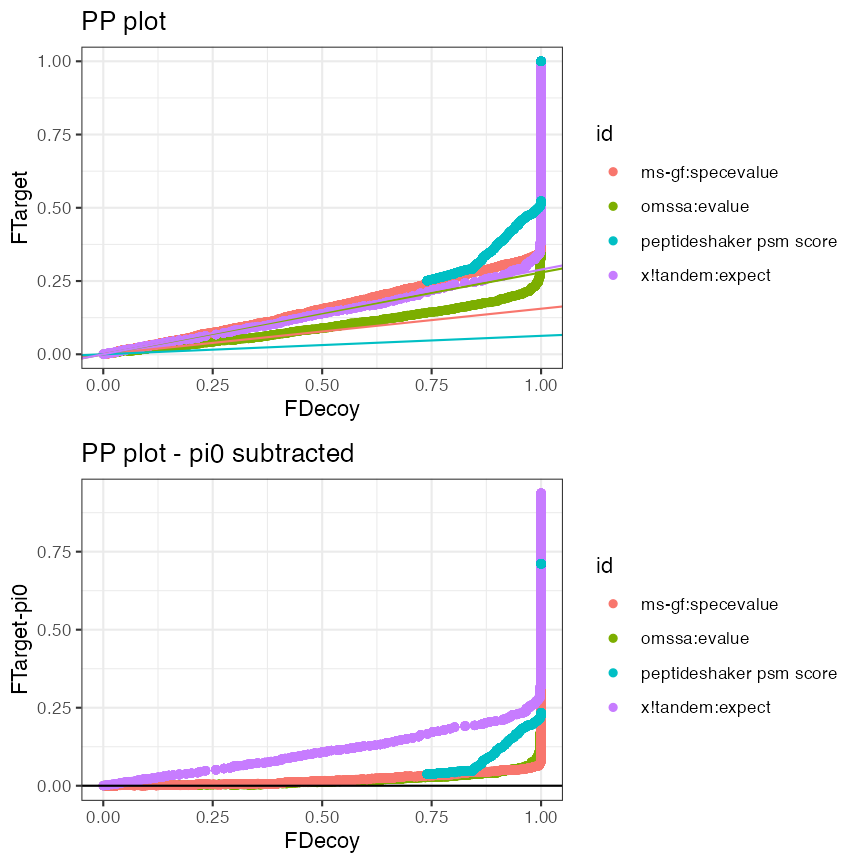 PP plot
1.00
0.75
0.50
0.25
0.00
FTarget
0.00 0.25 0.50 0.75 1.00
FDecoy
id
ms-gf:specevalue
omssa:evalue
peptideshaker psm score
x!tandem:expect
PP plot - pi0 subtracted
0.75
0.50
0.25
0.00
FTarget-pi0
0.00 0.25 0.50 0.75 1.00
FDecoy
id
ms-gf:specevalue
omssa:evalue
peptideshaker psm score
x!tandem:expect